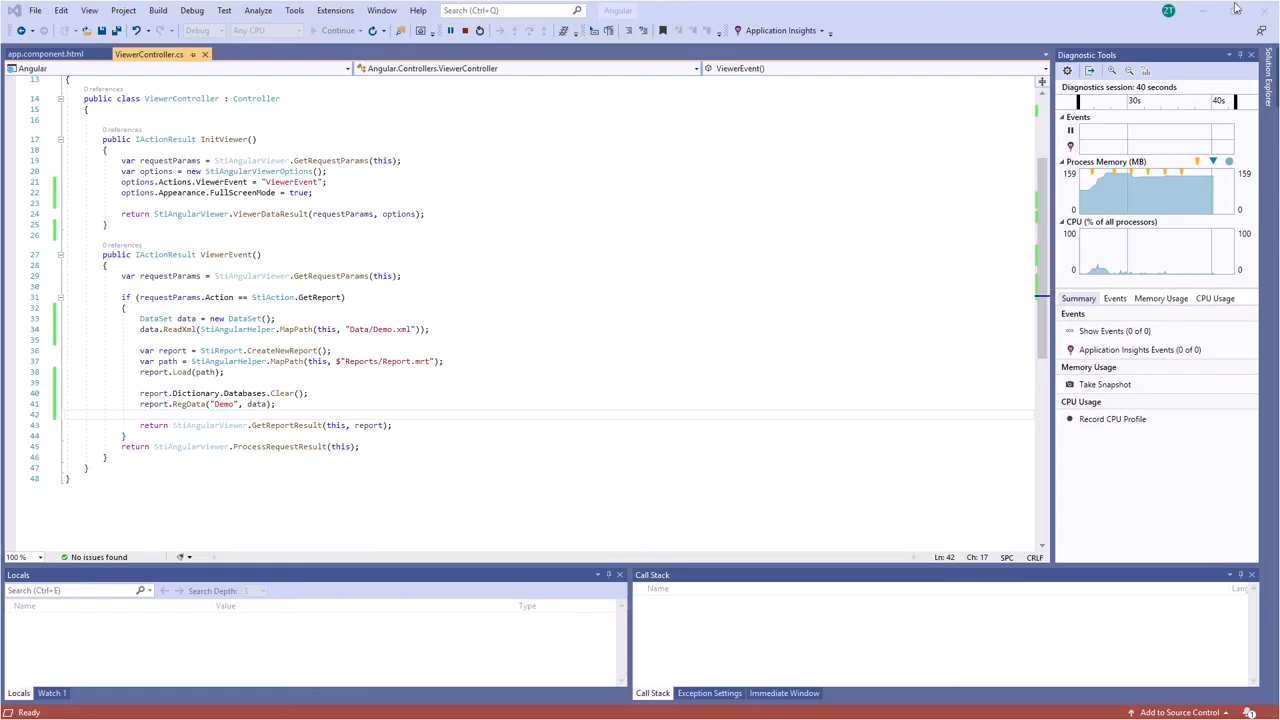 File Edit View Project Build Debug Test Analyze Tools Extensions Window Help Search (Ctrl+Q) Angular ZT
Debug Any CPU Continue Application Insights
app.component.html ViewerController.cs
Angular Angular.Controllers.ViewerController ViewerEvent()
13 {
0 references
14 public class ViewerController : Controller
15 {
16
0 references
17 public IActionResult InitViewer()
18 {
19 var requestParams = StiAngularViewer.GetRequestParams(this);
20 var options = new StiAngularViewerOptions();
21 options.Actions.ViewerEvent = "ViewerEvent";
22 options.Appearance.FullScreenMode = true;
23
24 return StiAngularViewer.ViewerDataResult(requestParams, options);
25 }
26
0 references
27 public IActionResult ViewerEvent()
28 {
29 var requestParams = StiAngularViewer.GetRequestParams(this);
30
31 if (requestParams.Action == StiAction.GetReport)
32 {
33 DataSet data = new DataSet();
34 data.ReadXml(StiAngularHelper.MapPath(this, "Data/Demo.xml"));
35
36 var report = StiReport.CreateNewReport();
37 var path = StiAngularHelper.MapPath(this, $"Reports/Report.mrt");
38 report.Load(path);
39
40 report.Dictionary.Databases.Clear();
41 report.RegData("Demo", data);
42
43 return StiAngularViewer.GetReportResult(this, report);
44 }
45 return StiAngularViewer.ProcessRequestResult(this);
46 }
47 }
48 }
100 % No issues found Ln: 42 Ch: 17 SPC CRLF
Diagnostic Tools
Diagnostics session: 40 seconds
30s 40s
Events
Process Memory (MB)
159 159
0 0
CPU (% of all processors)
100 100
0 0
Summary Events Memory Usage CPU Usage
Events
Show Events (0 of 0)
Application Insights Events (0 of 0)
Memory Usage
Take Snapshot
CPU Usage
Record CPU Profile
Solution Explorer
Locals
Search (Ctrl+E) Search Depth: 3
Name Value Type
Locals Watch 1
Call Stack
Name Lang
Call Stack Exception Settings Immediate Window
Ready Add to Source Control 1